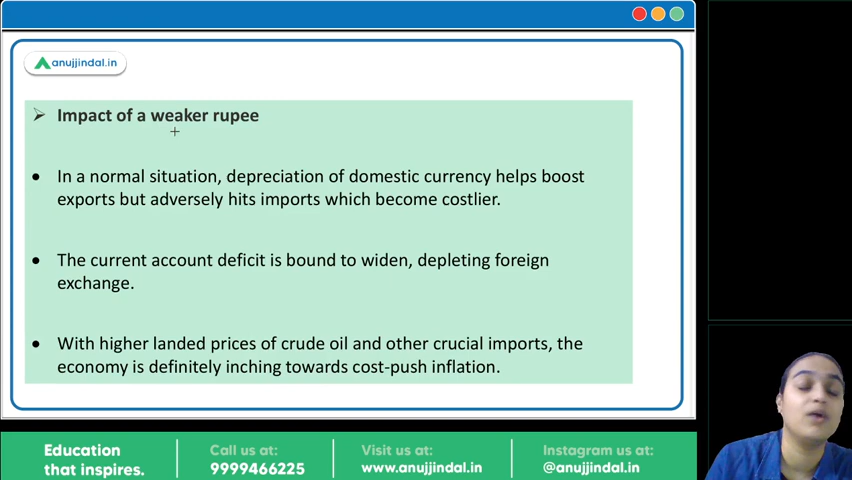 anujjindal.in
Impact of a weaker rupee
In a normal situation, depreciation of domestic currency helps boost
exports but adversely hits imports which become costlier.
The current account deficit is bound to widen, depleting foreign
exchange.
With higher landed prices of crude oil and other crucial imports, the
economy is definitely inching towards cost-push inflation.
Education
that inspires.
Call us at:
9999466225
Visit us at:
www.anujjindal.in
Instagram us at:
@anujjindal.in